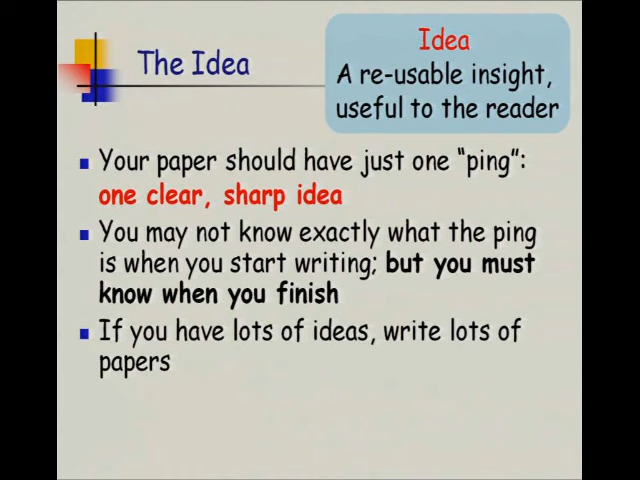 The Idea
Idea
A re-usable insight,
useful to the reader
Your paper should have just one “ping”:
one clear, sharp idea
You may not know exactly what the ping
is when you start writing; but you must
know when you finish
If you have lots of ideas, write lots of
papers